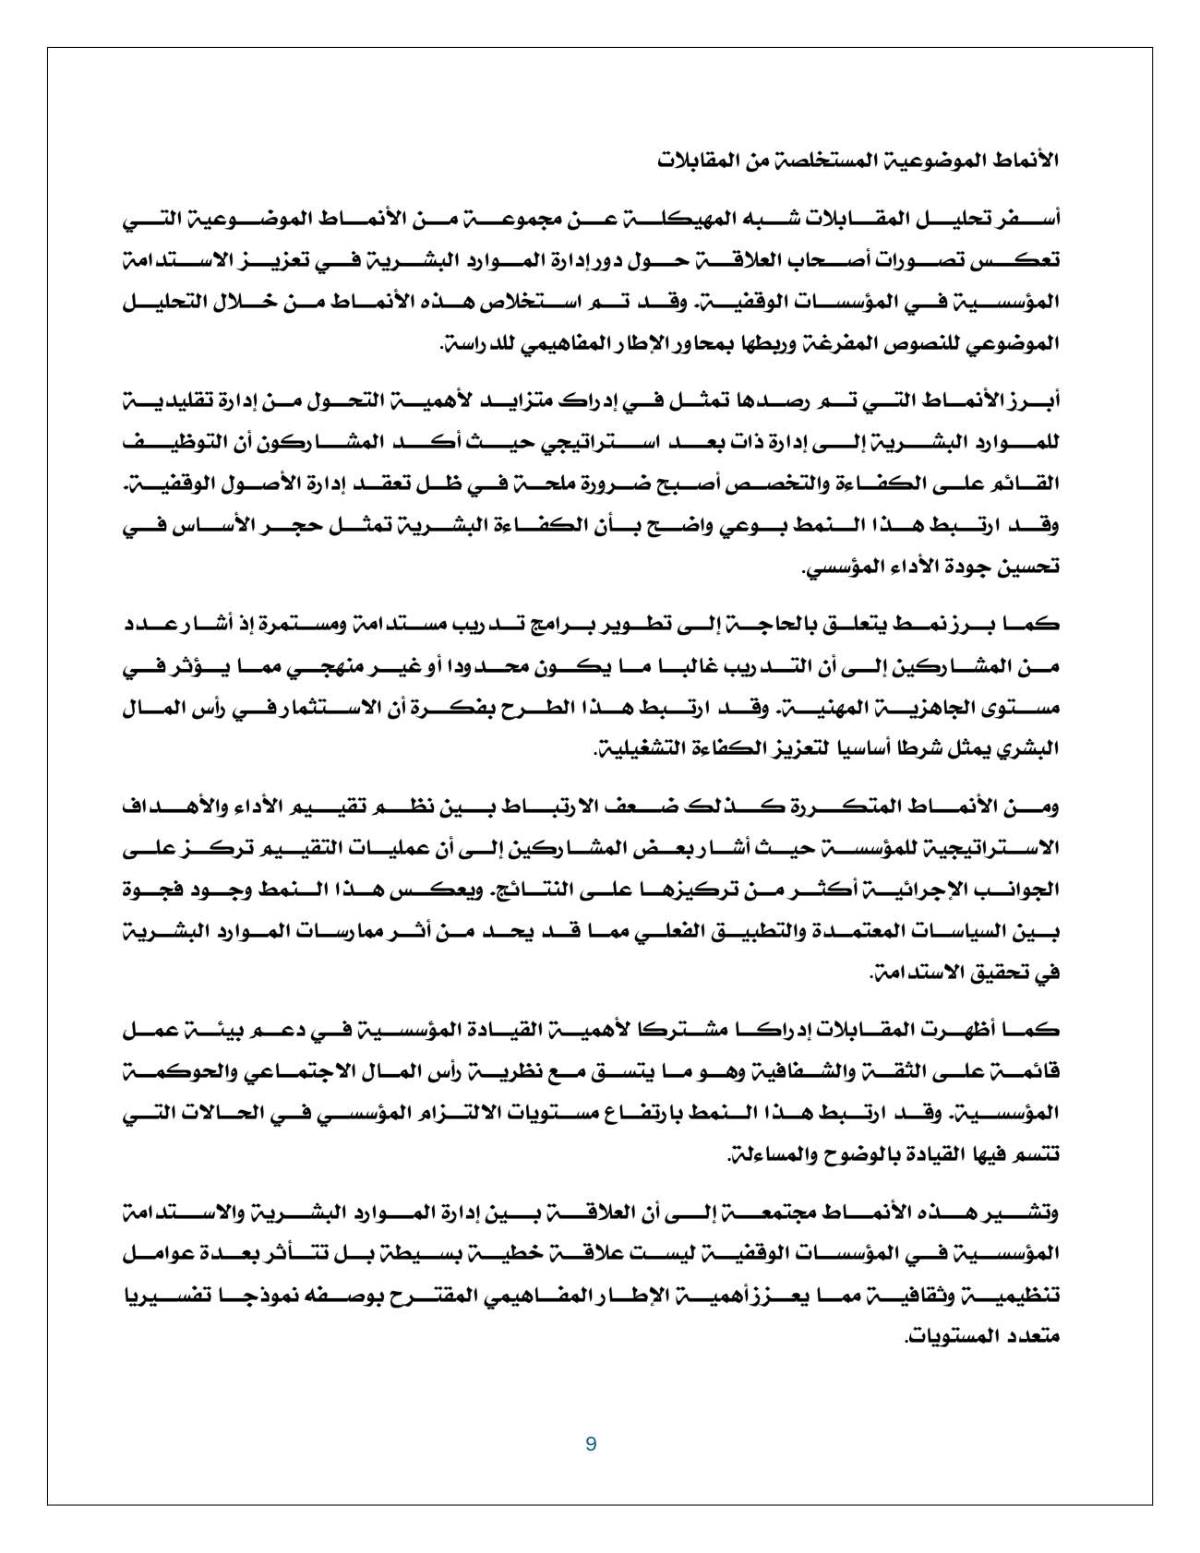 الأنماط الموضوعية المستخلصة من المقابلات
أسفر تحليل المقابلات شبه المهيكلة عن مجموعة من الأنماط الموضوعية التي
تعكس تصورات أصحاب العلاقة حول دور إدارة الموارد البشرية في تعزيز الاستدامة
المؤسسية في المؤسسات الوقفية. وقد تم استخلاص هذه الأنماط من خلال التحليل
الموضوعي للنصوص المفرغة وربطها بمحاور الإطار المفاهيمي للدراسة.
أبرز الأنماط التي تم رصدها تمثل في إدراك متزايد لأهمية التحول من إدارة تقليدية
للموارد البشرية إلى إدارة ذات بعد استراتيجي حيث أكد المشاركون أن التوظيف
القائم على الكفاءة والتخصص أصبح ضرورة ملحة في ظل تعقد إدارة الأصول الوقفية.
وقد ارتبط هذا النمط بوعي واضح بأن الكفاءة البشرية تمثل حجر الأساس في
تحسين جودة الأداء المؤسسي.
كما برز نمط يتعلق بالحاجة إلى تطوير برامج تدريب مستدامة ومستمرة إذ أشار عدد
من المشاركين إلى أن التدريب غالبا ما يكون محدودا أو غير منهجي مما يؤثر في
مستوى الجاهزية المهنية. وقد ارتبط هذا الطرح بفكرة أن الاستثمار في رأس المال
البشري يمثل شرطا أساسيا لتعزيز الكفاءة التشغيلية.
ومن الأنماط المتكررة كذلك ضعف الارتباط بين نظم تقييم الأداء والأهداف
الاستراتيجية للمؤسسة حيث أشار بعض المشاركين إلى أن عمليات التقييم تركز على
الجوانب الإجرائية أكثر من تركيزها على النتائج. ويعكس هذا النمط وجود فجوة
بين السياسات المعتمدة والتطبيق الفعلي مما قد يحد من أثر ممارسات الموارد البشرية
في تحقيق الاستدامة.
كما أظهرت المقابلات إدراكا مشتركا لأهمية القيادة المؤسسية في دعم بيئة عمل
قائمة على الثقة والشفافية وهو ما يتسق مع نظرية رأس المال الاجتماعي والحوكمة
المؤسسية. وقد ارتبط هذا النمط بارتفاع مستويات الالتزام المؤسسي في الحالات التي
تتسم فيها القيادة بالوضوح والمساءلة.
وتشير هذه الأنماط مجتمعة إلى أن العلاقة بين إدارة الموارد البشرية والاستدامة
المؤسسية في المؤسسات الوقفية ليست علاقة خطية بسيطة بل تتأثر بعدة عوامل
تنظيمية وثقافية مما يعزز أهمية الإطار المفاهيمي المقترح بوصفه نموذجا تفسيريا
متعدد المستويات.
9